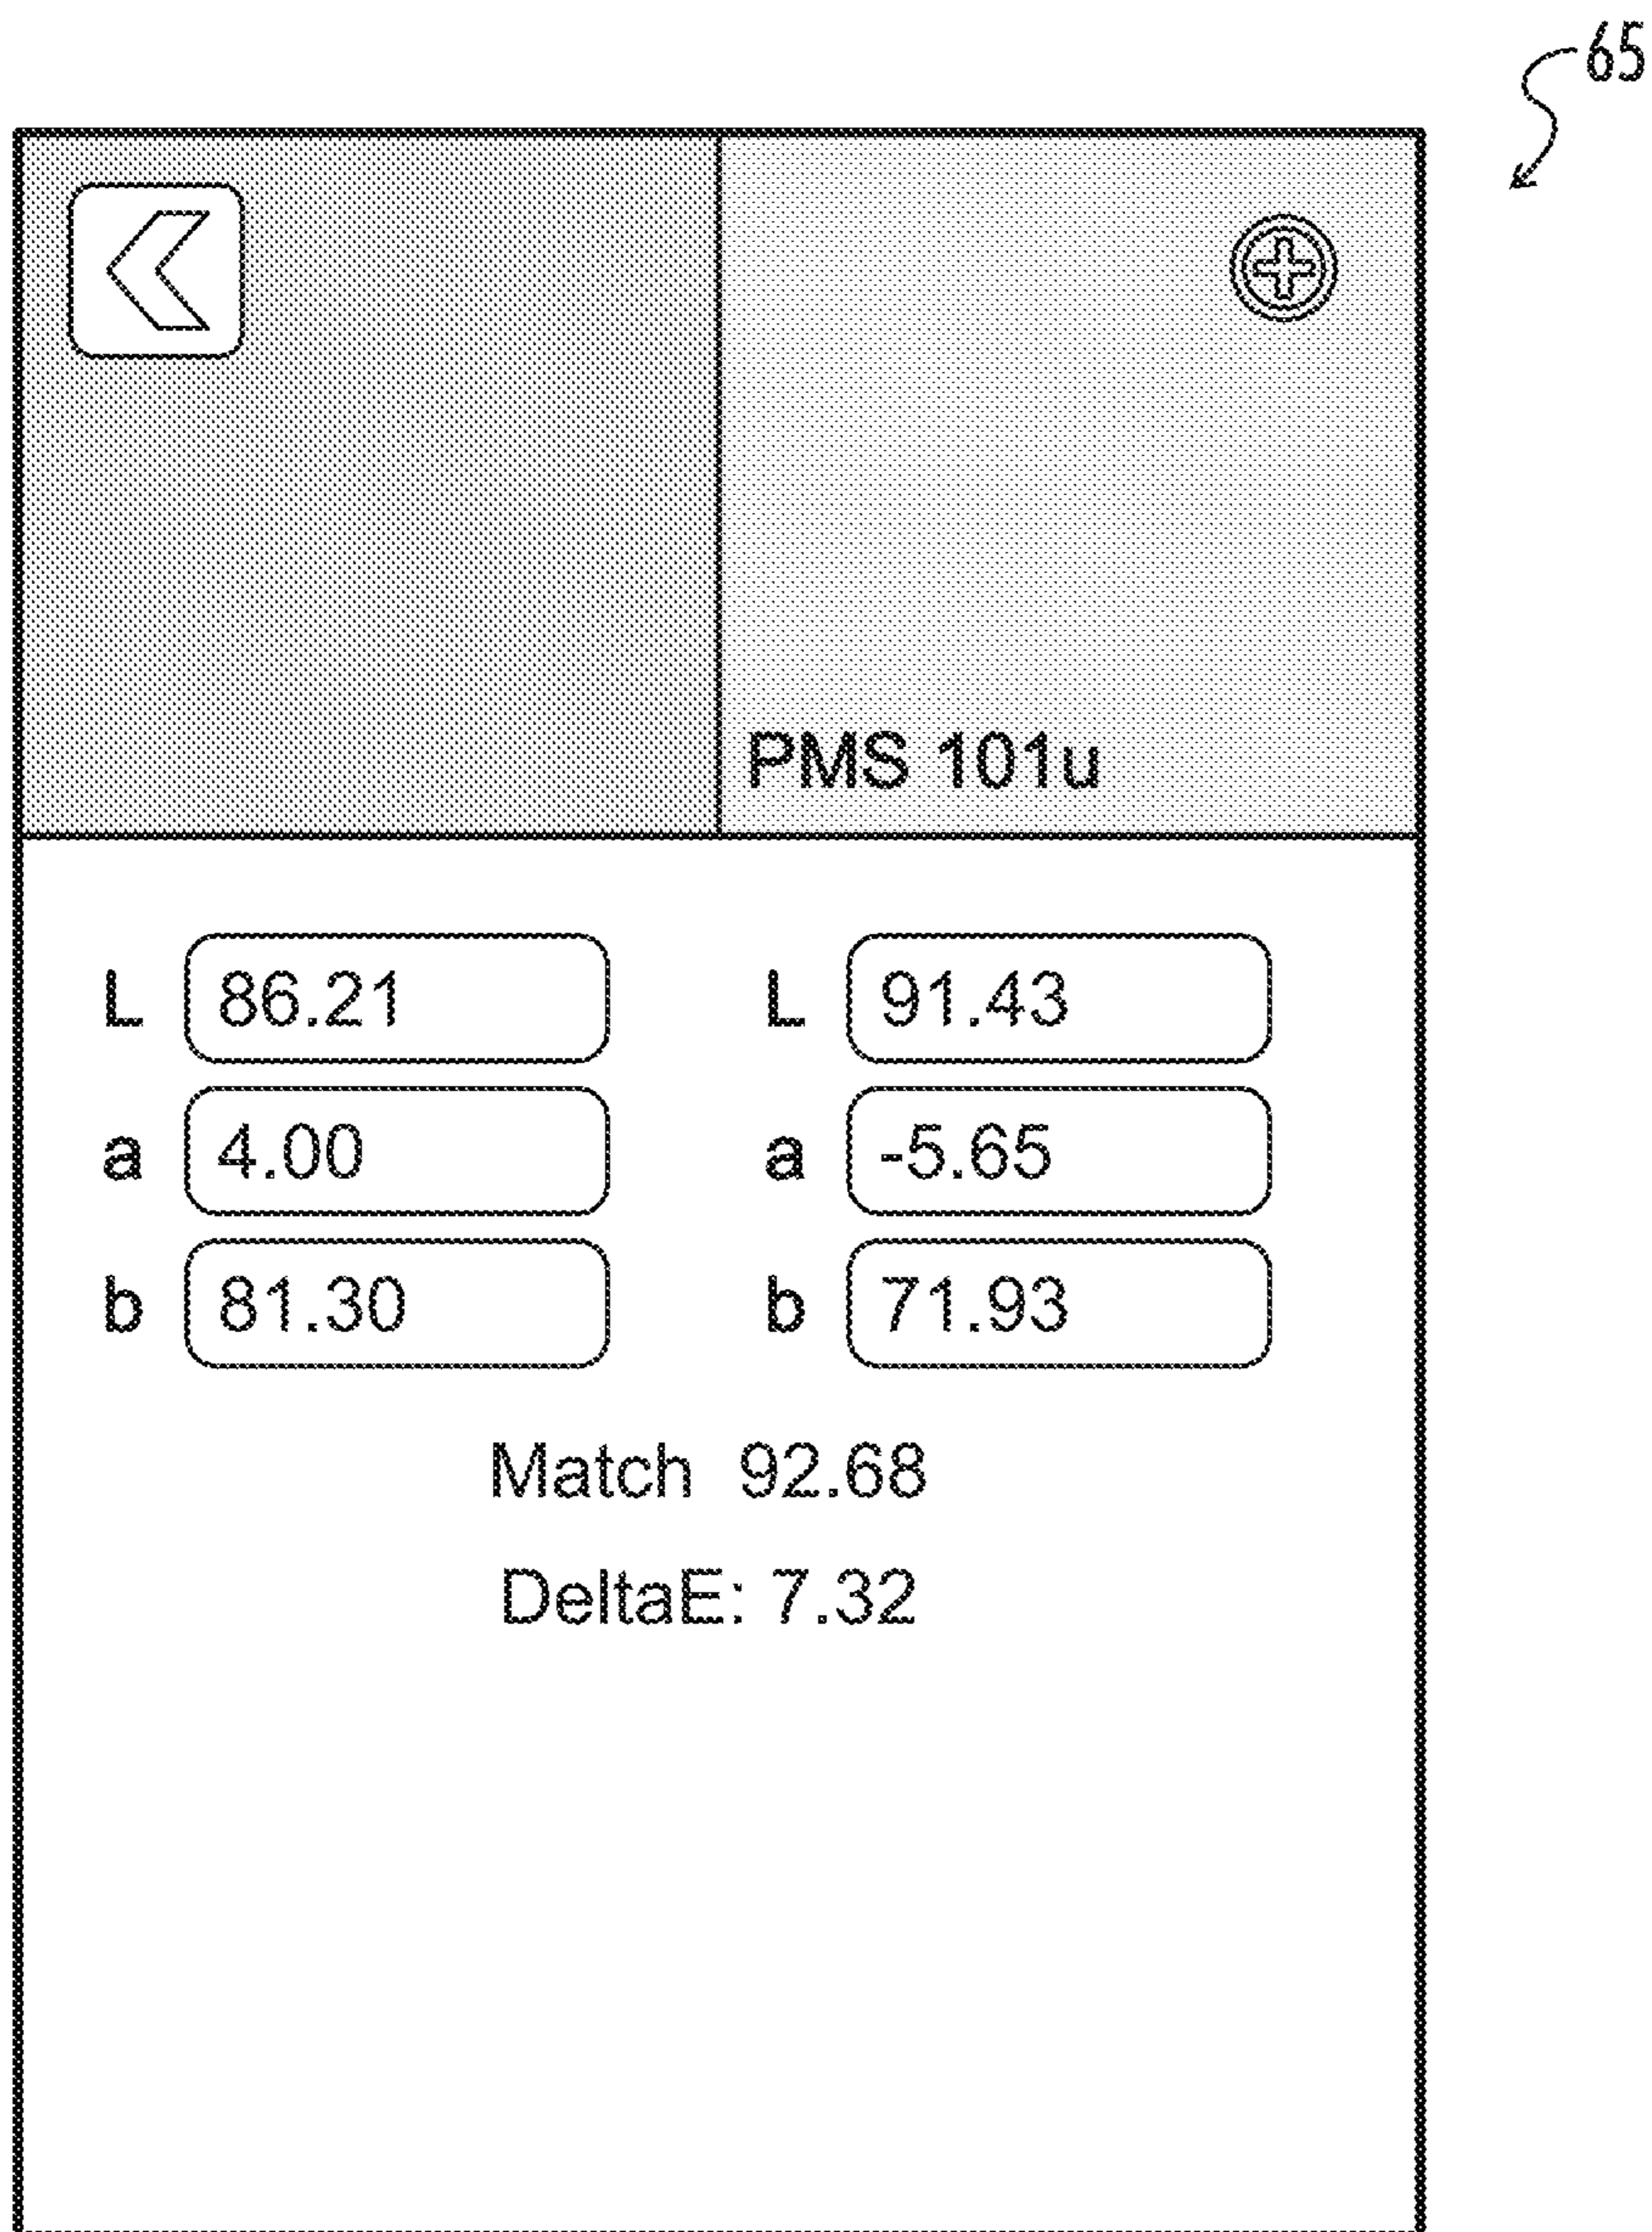 65
PMS 101u
L 86.21 L 91.43
a 4.00 a -5.65
b 81.30 b 71.93
Match 92.68
DeltaE: 7.32